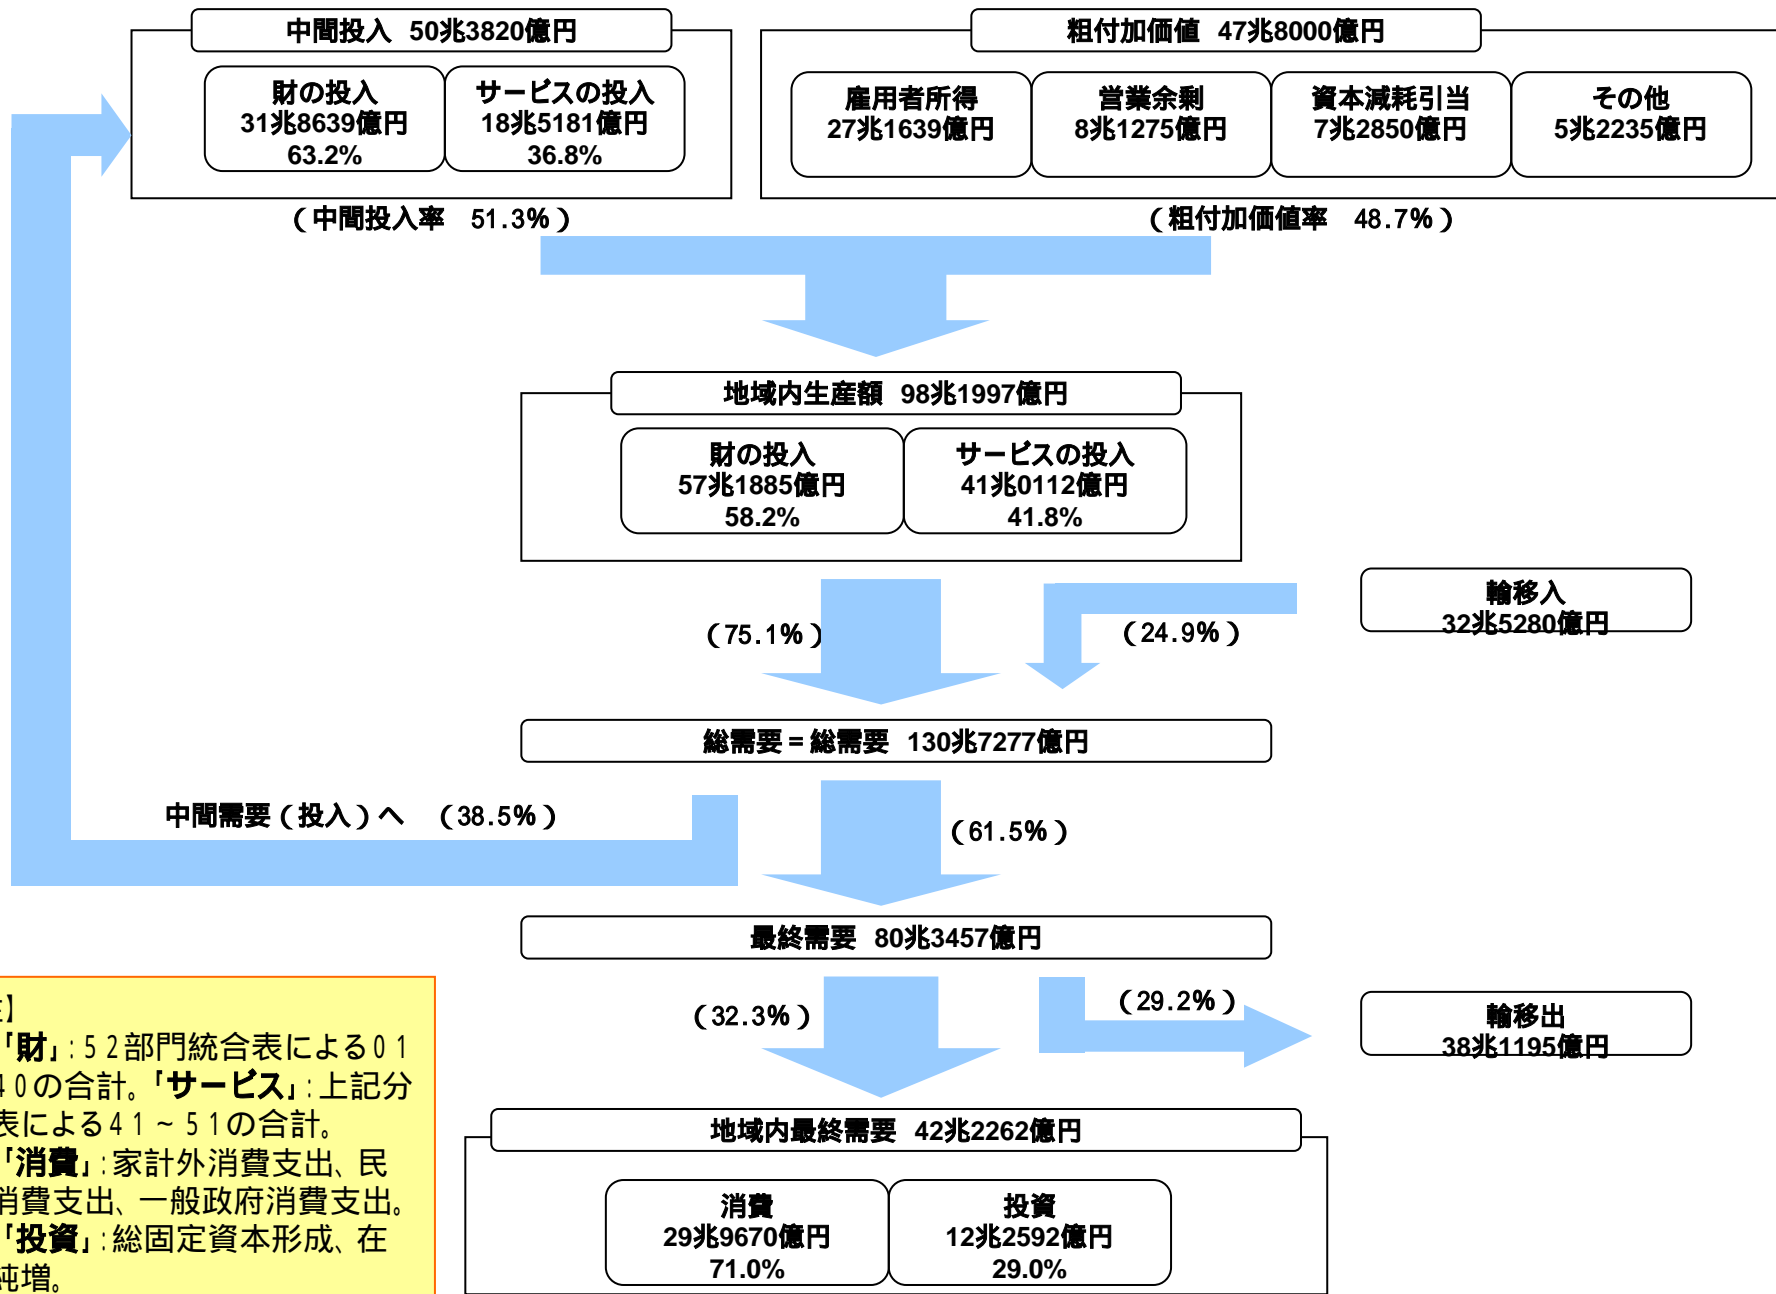 中間投入 50兆3820億円
財の投入
31兆8639億円
63.2%
サービスの投入
18兆5181億円
36.8%
(中間投入率 51.3%)
粗付加価値 47兆8000億円
雇用者所得
27兆1639億円
営業余剰
8兆1275億円
資本減耗引当
7兆2850億円
その他
5兆2235億円
(粗付加価値率 48.7%)
地域内生産額 98兆1997億円
財の投入
57兆1885億円
58.2%
サービスの投入
41兆0112億円
41.8%
(75.1%)
(24.9%)
輸移入
32兆5280億円
総需要=総需要 130兆7277億円
中間需要(投入)へ (38.5%)
(61.5%)
最終需要 80兆3457億円
(32.3%)
(29.2%)
輸移出
38兆1195億円
地域内最終需要 42兆2262億円
消費
29兆9670億円
71.0%
投資
12兆2592億円
29.0%
】
「財」:52部門統合表による01
40の合計。「サービス」:上記分
表による41~51の合計。
「消費」:家計外消費支出、民
消費支出、一般政府消費支出。
「投資」:総固定資本形成、在
純増。